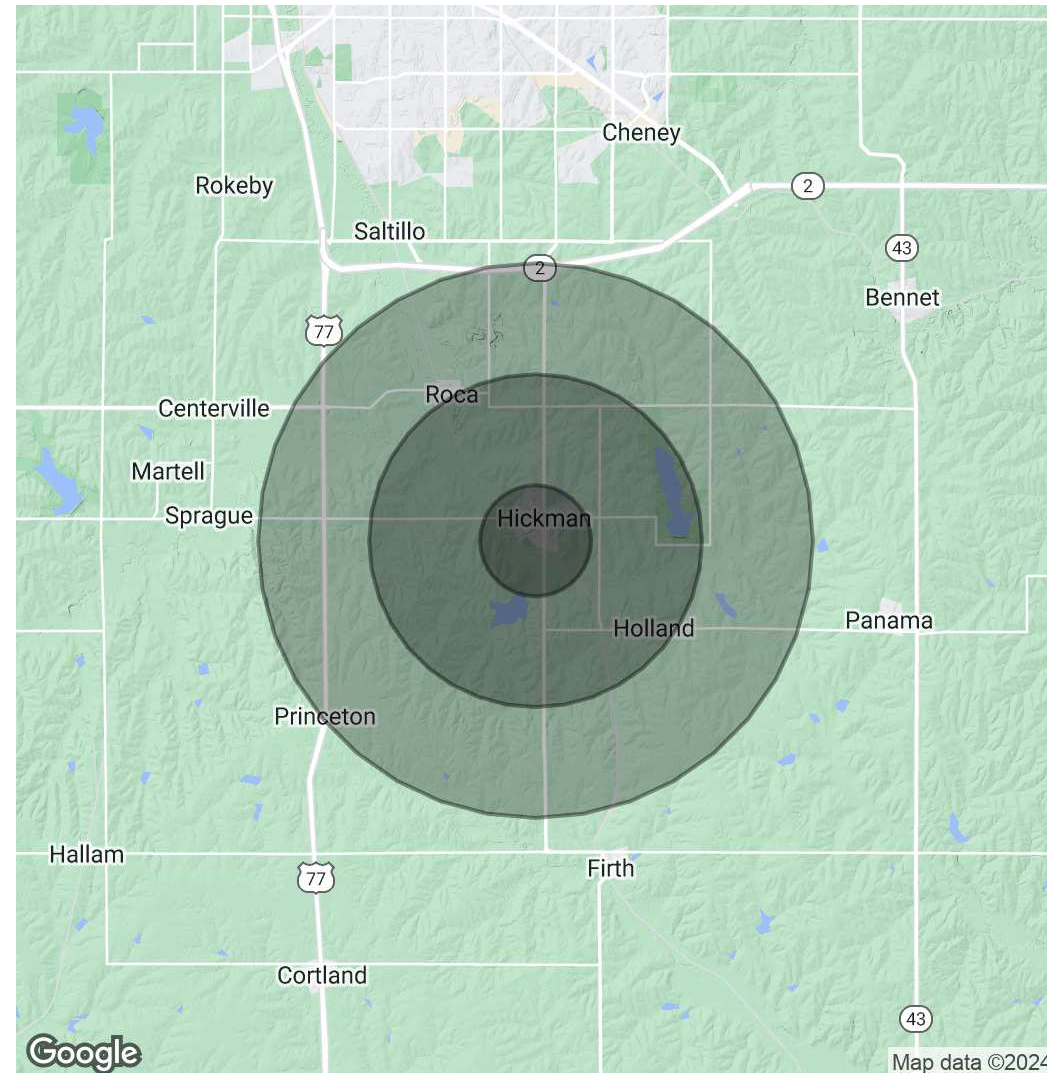 Cheney
Rokeby
2
Saltillo
43
2
Bennet
77
Roca
Centerville
Martell
Sprague
Hickman
Panama
Holland
Princeton
Hallam
Firth
77
Cortland
43
Google
Map data ©2024